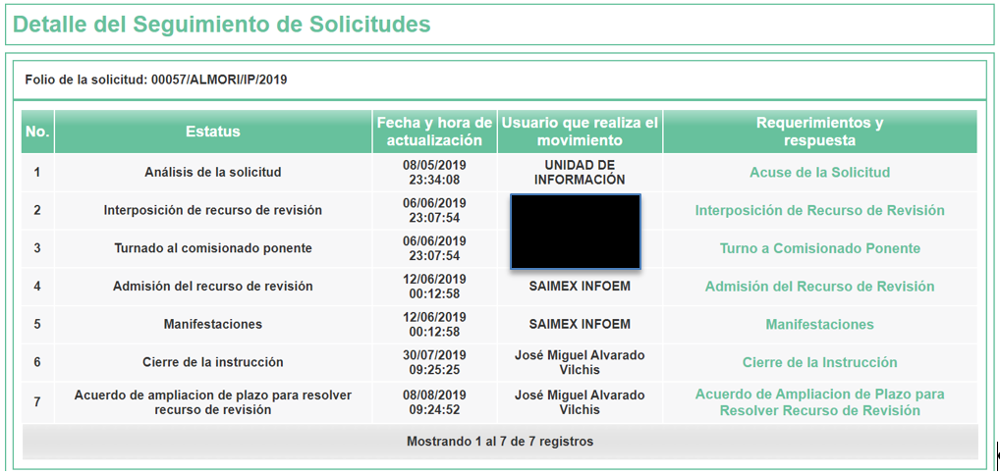 Detalle del Seguimiento de Solicitudes
Folio de la solicitud: 00057/ALMORI/IP/2019
No. Estatus Fecha y hora de actualización Usuario que realiza el movimiento Requerimientos y respuesta
1 Análisis de la solicitud 08/05/2019 23:34:08 UNIDAD DE INFORMACIÓN Acuse de la Solicitud
2 Interposición de recurso de revisión 06/06/2019 23:07:54 Interposición de Recurso de Revisión
3 Turnado al comisionado ponente 06/06/2019 23:07:54 Turno a Comisionado Ponente
4 Admisión del recurso de revisión 12/06/2019 00:12:58 SAIMEX INFOEM Admisión del Recurso de Revisión
5 Manifestaciones 12/06/2019 00:12:58 SAIMEX INFOEM Manifestaciones
6 Cierre de la instrucción 30/07/2019 09:25:25 José Miguel Alvarado Vilchis Cierre de la Instrucción
7 Acuerdo de ampliacion de plazo para resolver recurso de revisión 08/08/2019 09:24:52 José Miguel Alvarado Vilchis Acuerdo de Ampliacion de Plazo para Resolver Recurso de Revisión
Mostrando 1 al 7 de 7 registros